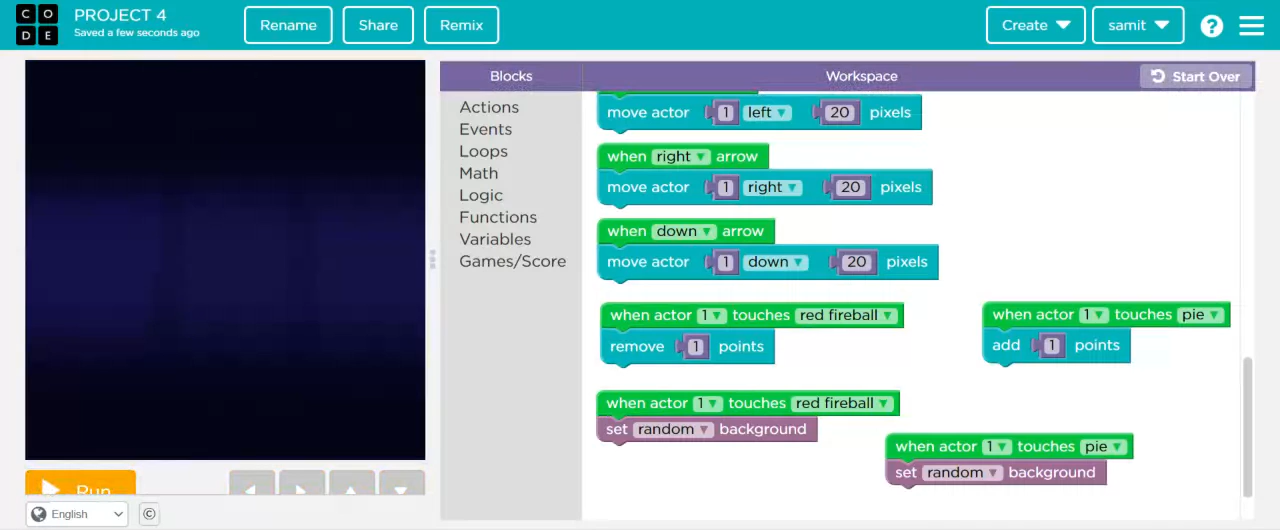 C O
D E
PROJECT 4
Saved a few seconds ago
Rename
Share
Remix
Create
samit
?
Blocks
Workspace
Start Over
Actions
Events
Loops
Math
Logic
Functions
Variables
Games/Score
move actor 1 left 20 pixels
when right arrow
move actor 1 right 20 pixels
when down arrow
move actor 1 down 20 pixels
when actor 1 touches red fireball
remove 1 points
when actor 1 touches pie
add 1 points
when actor 1 touches red fireball
set random background
when actor 1 touches pie
set random background
Run
English
©